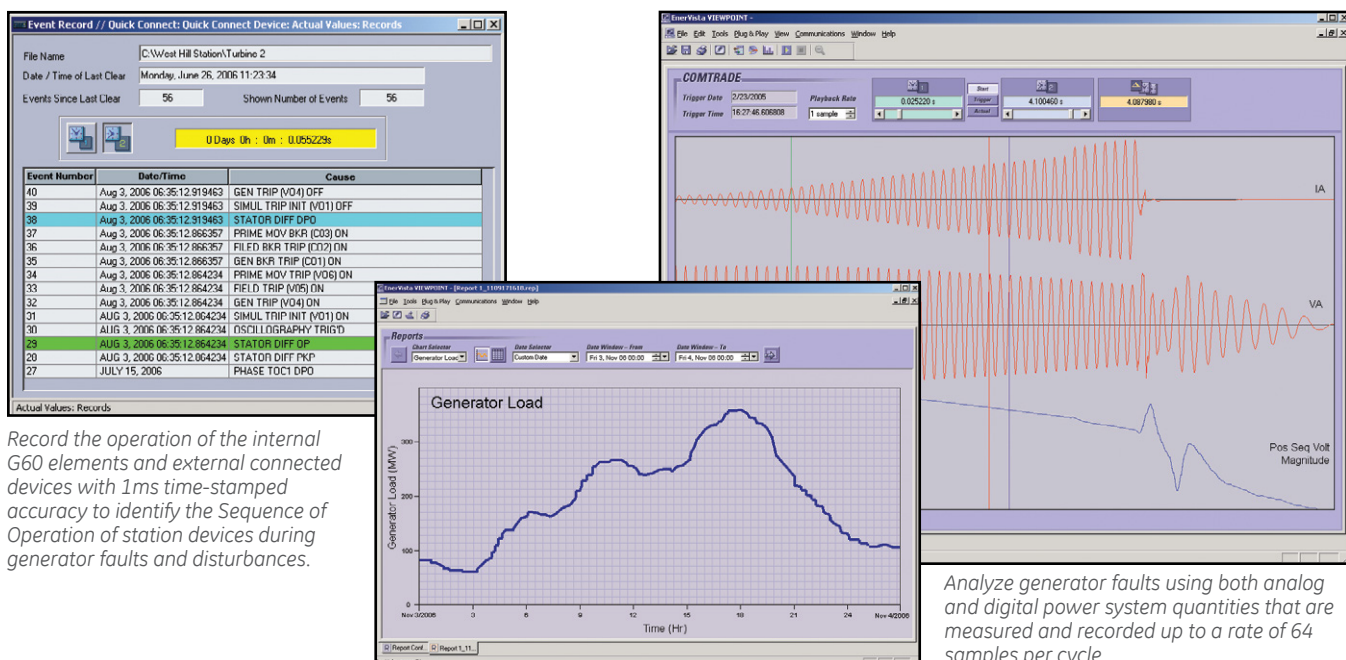 Event Record // Quick Connect: Quick Connect Device: Actual Values: Records
File Name C:\West Hill Station\Turbine 2
Date / Time of Last Clear Monday, June 26, 2006 11:23:34
Events Since Last Clear 56 Shown Number of Events 56
0 Days 0h : 0m : 0.055229s
Event Number Date/Time Cause
40 Aug 3, 2006 06:35:12.919463 GEN TRIP (VO4) OFF
39 Aug 3, 2006 06:35:12.919463 SIMUL TRIP INIT (VO1) OFF
38 Aug 3, 2006 06:35:12.919463 STATOR DIFF DPO
37 Aug 3, 2006 06:35:12.866357 PRIME MOV BKR (CO3) ON
36 Aug 3, 2006 06:35:12.866357 FILED BKR TRIP (CO2) ON
35 Aug 3, 2006 06:35:12.866357 GEN BKR TRIP (CO1) ON
34 Aug 3, 2006 06:35:12.864234 PRIME MOV TRIP (VO6) ON
33 Aug 3, 2006 06:35:12.864234 FIELD TRIP (VO5) ON
32 Aug 3, 2006 06:35:12.864234 GEN TRIP (VO4) ON
31 AUG 3, 2006 06:35:12.864234 SIMUL TRIP INIT (VO1) ON
30 AUG 3, 2006 06:35:12.864234 OSCILLOGRAPHY TRIG'D
29 AUG 3, 2006 06:35:12.864234 STATOR DIFF OP
28 AUG 3, 2006 06:35:12.864234 STATOR DIFF PKP
27 JULY 15, 2006 PHASE TOC1 DPO
Actual Values: Records
Record the operation of the internal
G60 elements and external connected
devices with 1ms time-stamped
accuracy to identify the Sequence of
Operation of station devices during
generator faults and disturbances.
EnerVista VIEWPOINT - [Report 1_1109171610.rep]
File Tools Plug & Play Communications Window Help
Reports
Chart Selector Date Selector Date Window - From Date Window - To
Generator Load Custom Date Fri 3, Nov 06 00:00 Fri 4, Nov 06 00:00
Generator Load
Generator Load (MW)
300
200
100
0
Nov 3/2006 3 6 9 12 15 18 21 24 Nov 4/2006
Time (Hr)
Report Conf.. Report 1_11...
EnerVista VIEWPOINT -
File Edit Tools Plug & Play View Communications Window Help
COMTRADE
Trigger Date 2/23/2005 Playback Rate 0.025220 s Start 4.100460 s 4.087980 s
Trigger Time 16:27:46.606808 1 sample Trigger
Actual
IA
VA
Pos Seq Volt
Magnitude
Analyze generator faults using both analog
and digital power system quantities that are
measured and recorded up to a rate of 64
samples per cycle